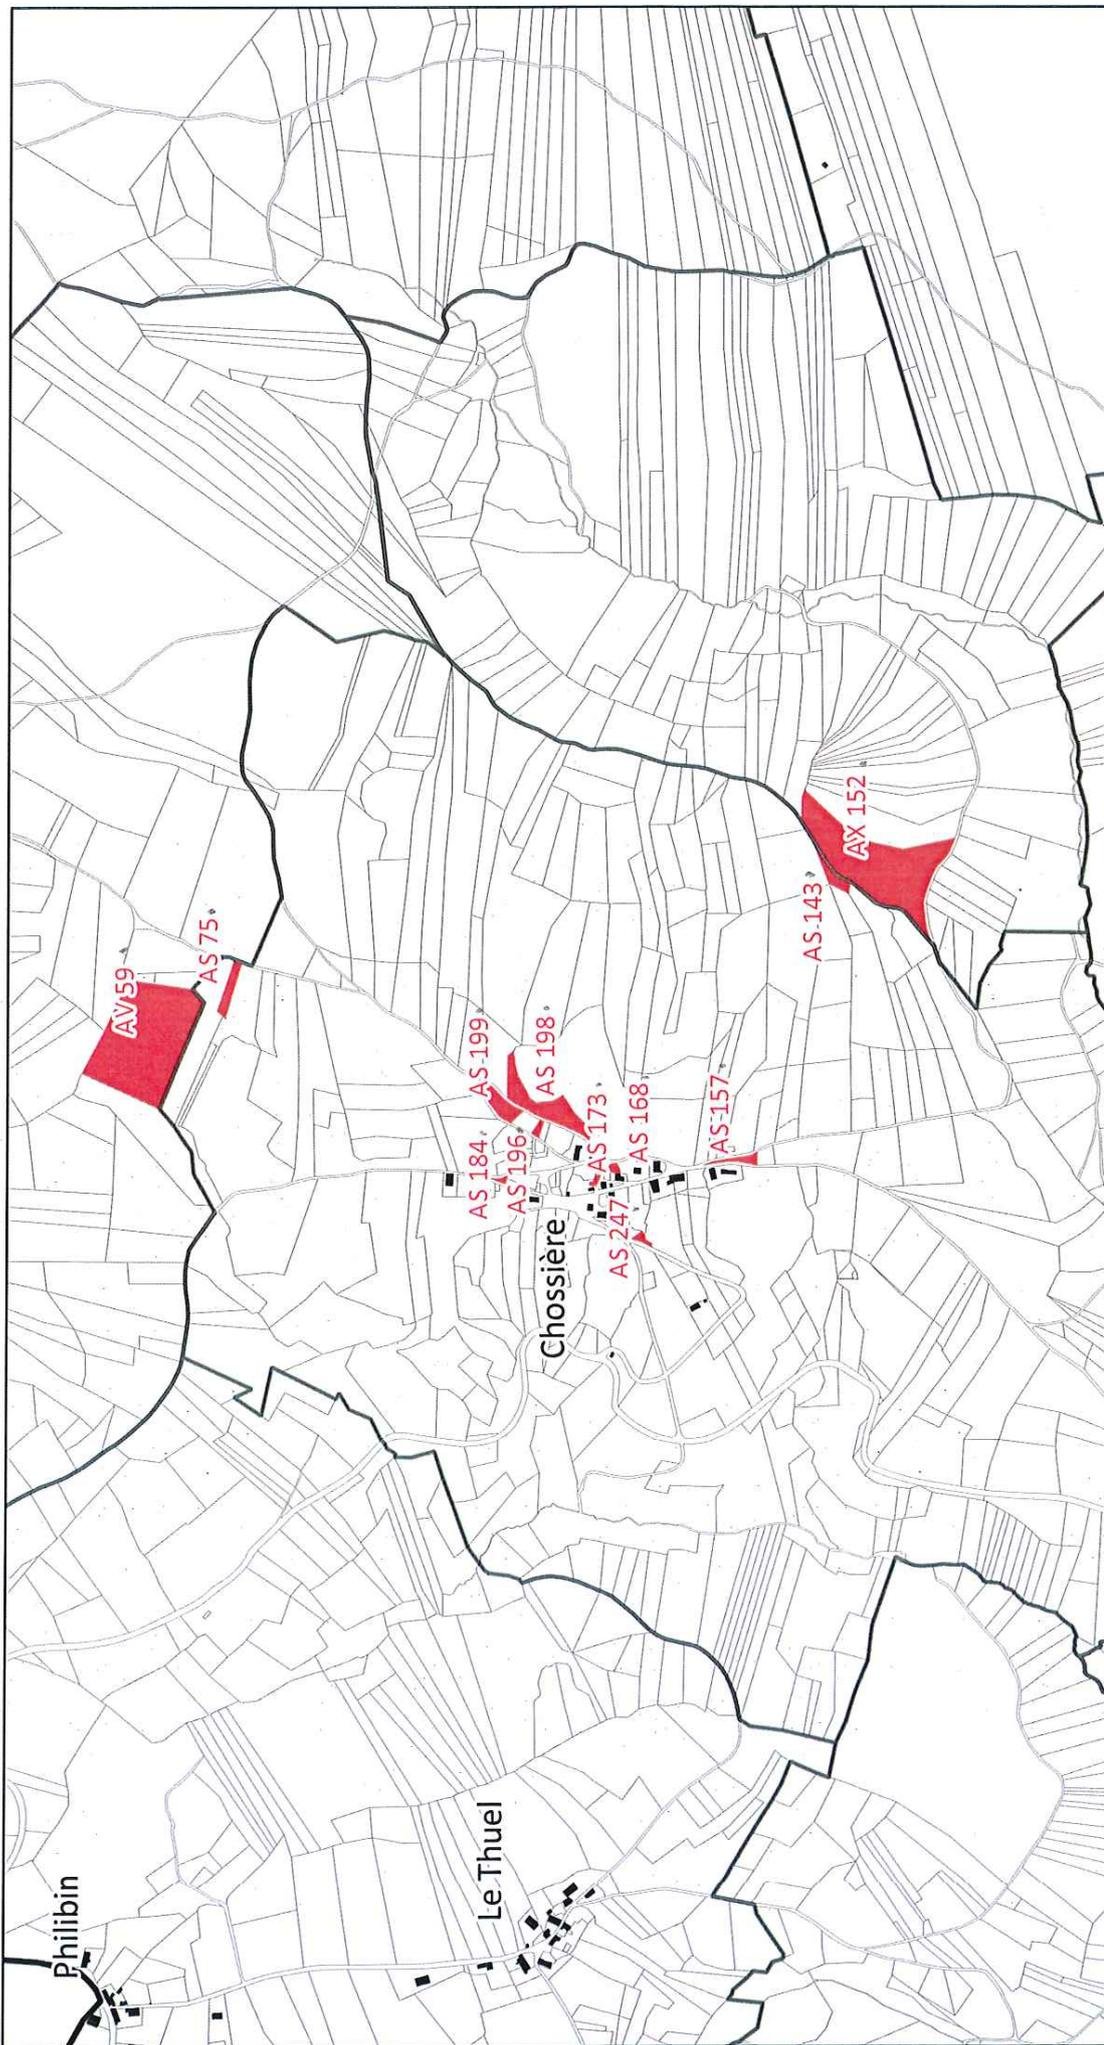 Philibin
Le Thuel
Chossière
AV 59
AS 75
AS 184
AS 199
AS 196
AS 198
AS 173
AS 247
AS 168
AS 157
AS 143
AX 152